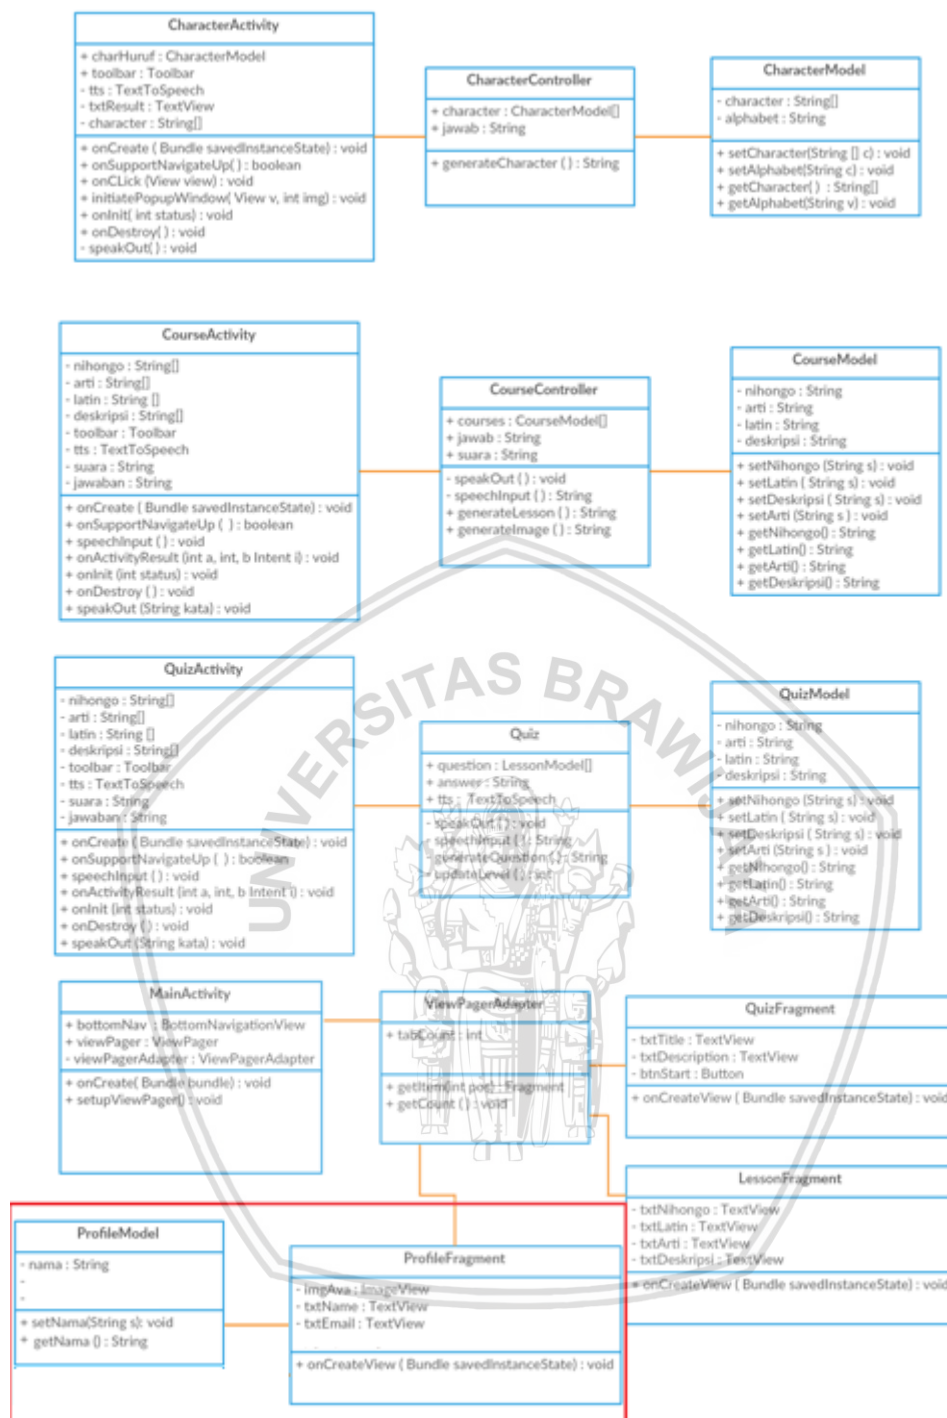 CharacterActivity
+ charHuruf : CharacterModel
+ toolbar : Toolbar
- tts : TextToSpeech
- txtResult : TextView
- character : String[]
+ onCreate ( Bundle savedInstanceState) : void
+ onSupportNavigateUp( ) : boolean
+ onCLick (View view) : void
+ initiatePopupWindow( View v, int img) : void
+ onInit( int status) : void
+ onDestroy( ) : void
- speakOut( ) : void
CharacterController
+ character : CharacterModel[]
+ jawab : String
+ generateCharacter ( ) : String
CharacterModel
- character : String[]
- alphabet : String
+ setCharacter(String [] c) : void
+ setAlphabet(String c) : void
+ getCharacter( ) : String[]
+ getAlphabet(String v) : void
CourseActivity
- nihongo : String[]
- arti : String[]
- latin : String []
- deskripsi : String[]
- toolbar : Toolbar
- tts : TextToSpeech
- suara : String
- jawaban : String
+ onCreate ( Bundle savedInstanceState) : void
+ onSupportNavigateUp ( ) : boolean
+ speechInput ( ) : void
+ onActivityResult (int a, int, b Intent i) : void
+ onInit (int status) : void
+ onDestroy ( ) : void
+ speakOut (String kata) : void
CourseController
+ courses : CourseModel[]
+ jawab : String
+ suara : String
- speakOut ( ) : void
- speechInput ( ) : String
+ generateLesson ( ) : String
+ generateImage ( ) : String
CourseModel
- nihongo : String
- arti : String
- latin : String
- deskripsi : String
+ setNihongo (String s) : void
+ setLatin ( String s) : void
+ setDeskripsi ( String s) : void
+ setArti (String s ) : void
+ getNihongo() : String
+ getLatin() : String
+ getArti() : String
+ getDeskripsi() : String
UNIVERSITAS BRAWIJAYA
QuizActivity
- nihongo : String[]
- arti : String[]
- latin : String []
- deskripsi : String[]
- toolbar : Toolbar
- tts : TextToSpeech
- suara : String
- jawaban : String
+ onCreate ( Bundle savedInstanceState) : void
+ onSupportNavigateUp ( ) : boolean
+ speechInput ( ) : void
+ onActivityResult (int a, int, b Intent i) : void
+ onInit (int status) : void
+ onDestroy ( ) : void
+ speakOut (String kata) : void
Quiz
+ question : LessonModel[]
+ answer : String
+ tts : TextToSpeech
- speakOut ( ) : void
- speechInput ( ) : String
- generateQuestion ( ) : String
- updateLevel ( ) : int
QuizModel
- nihongo : String
- arti : String
- latin : String
- deskripsi : String
+ setNihongo (String s) : void
+ setLatin ( String s) : void
+ setDeskripsi ( String s) : void
+ setArti (String s ) : void
+ getNihongo() : String
+ getLatin() : String
+ getArti() : String
+ getDeskripsi() : String
MainActivity
+ bottomNav : BottomNavigationView
+ viewPager : ViewPager
- viewPagerAdapter : ViewPagerAdapter
+ onCreate( Bundle bundle) : void
+ setupViewPager() : void
ViewPagerAdapter
+ tabCount : int
+ getItem(int pos) : Fragment
+ getCount ( ) : void
QuizFragment
- txtTitle : TextView
- txtDescription : TextView
- btnStart : Button
+ onCreateView ( Bundle savedInstanceState) : void
LessonFragment
- txtNihongo : TextView
- txtLatin : TextView
- txtArti : TextView
- txtDeskripsi : TextView
+ onCreateView ( Bundle savedInstanceState) : void
ProfileModel
- nama : String
-
-
+ setNama(String s): void
+ getNama () : String
ProfileFragment
- imgAva : ImageView
- txtName : TextView
- txtEmail : TextView
+ onCreateView ( Bundle savedInstanceState) : void